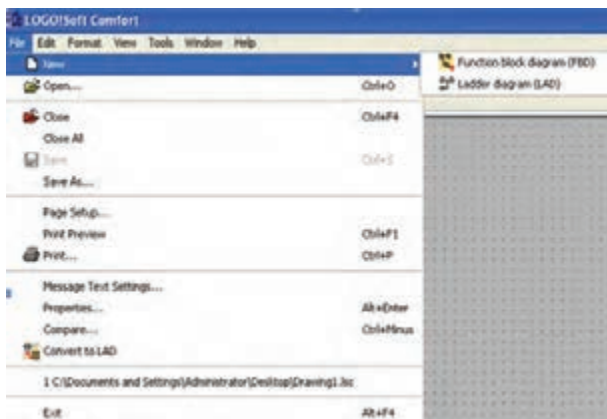 LOGO!Soft Comfort
File Edit Format View Tools Window Help
New
Function block diagram (FBD)
Ladder diagram (LAD)
Open... Ctrl+O
Close Ctrl+F4
Close All
Save Ctrl+S
Save As...
Page Setup...
Print Preview Ctrl+F1
Print... Ctrl+P
Message Text Settings...
Properties... Alt+Enter
Compare... Ctrl+Minus
Convert to LAD
1 C:\Documents and Settings\Administrator\Desktop\Drawing1.lsc
Exit Alt+F4